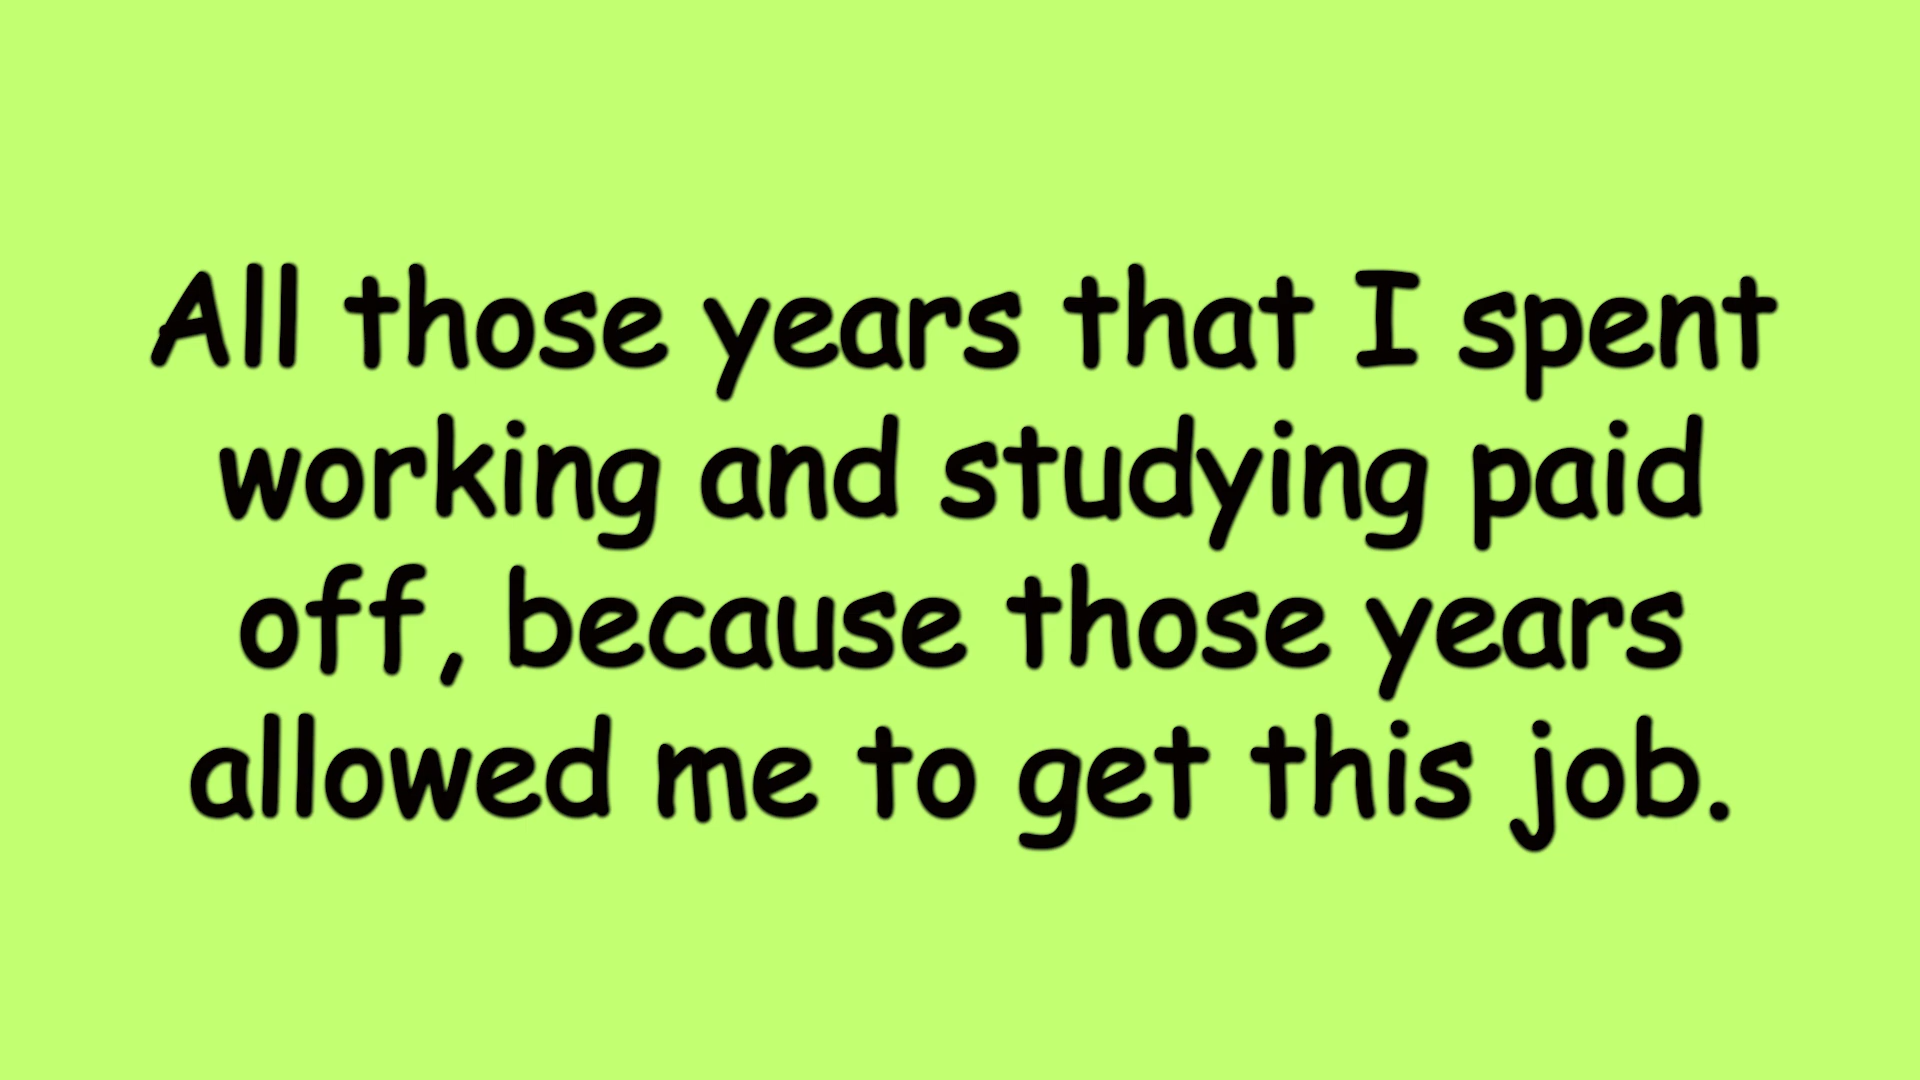 All those years that I spent
working and studying paid
off, because those years
allowed me to get this job.